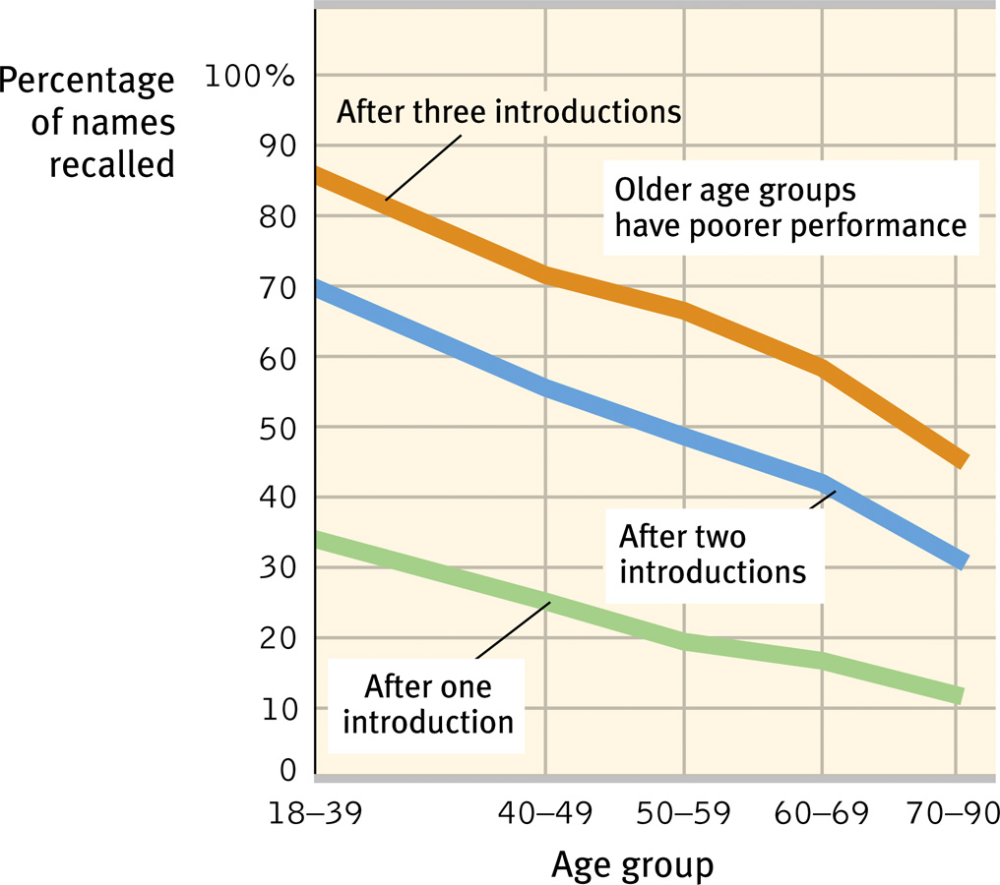 Percentage
of names
recalled
100%
90
80
70
60
50
40
30
20
10
0
After three introductions
Older age groups
have poorer performance
After two
introductions
After one
introduction
18–39
40–49
50–59
60–69
70–90
Age group